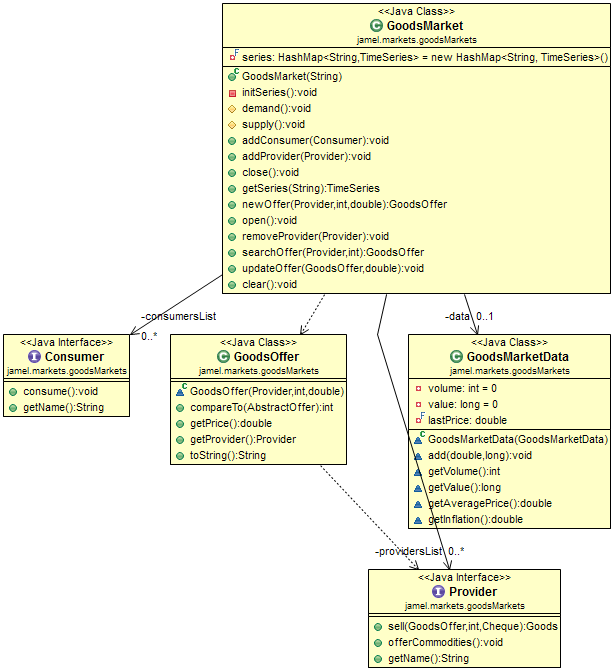 <<Java Class>>
GoodsMarket
jamel.markets.goodsMarkets
series: HashMap<String,TimeSeries> = new HashMap<String, TimeSeries>()
GoodsMarket(String)
initSeries():void
demand():void
supply():void
addConsumer(Consumer):void
addProvider(Provider):void
close():void
getSeries(String):TimeSeries
newOffer(Provider,int,double):GoodsOffer
open():void
removeProvider(Provider):void
searchOffer(Provider,int):GoodsOffer
updateOffer(GoodsOffer,double):void
clear():void
-consumersList
0..*
-data 0..1
<<Java Interface>>
Consumer
jamel.markets.goodsMarkets
consume():void
getName():String
<<Java Class>>
GoodsOffer
jamel.markets.goodsMarkets
GoodsOffer(Provider,int,double)
compareTo(AbstractOffer):int
getPrice():double
getProvider():Provider
toString():String
<<Java Class>>
GoodsMarketData
jamel.markets.goodsMarkets
volume: int = 0
value: long = 0
lastPrice: double
GoodsMarketData(GoodsMarketData)
add(double,long):void
getVolume():int
getValue():long
getAveragePrice():double
getInflation():double
-providersList 0..*
<<Java Interface>>
Provider
jamel.markets.goodsMarkets
sell(GoodsOffer,int,Cheque):Goods
offerCommodities():void
getName():String